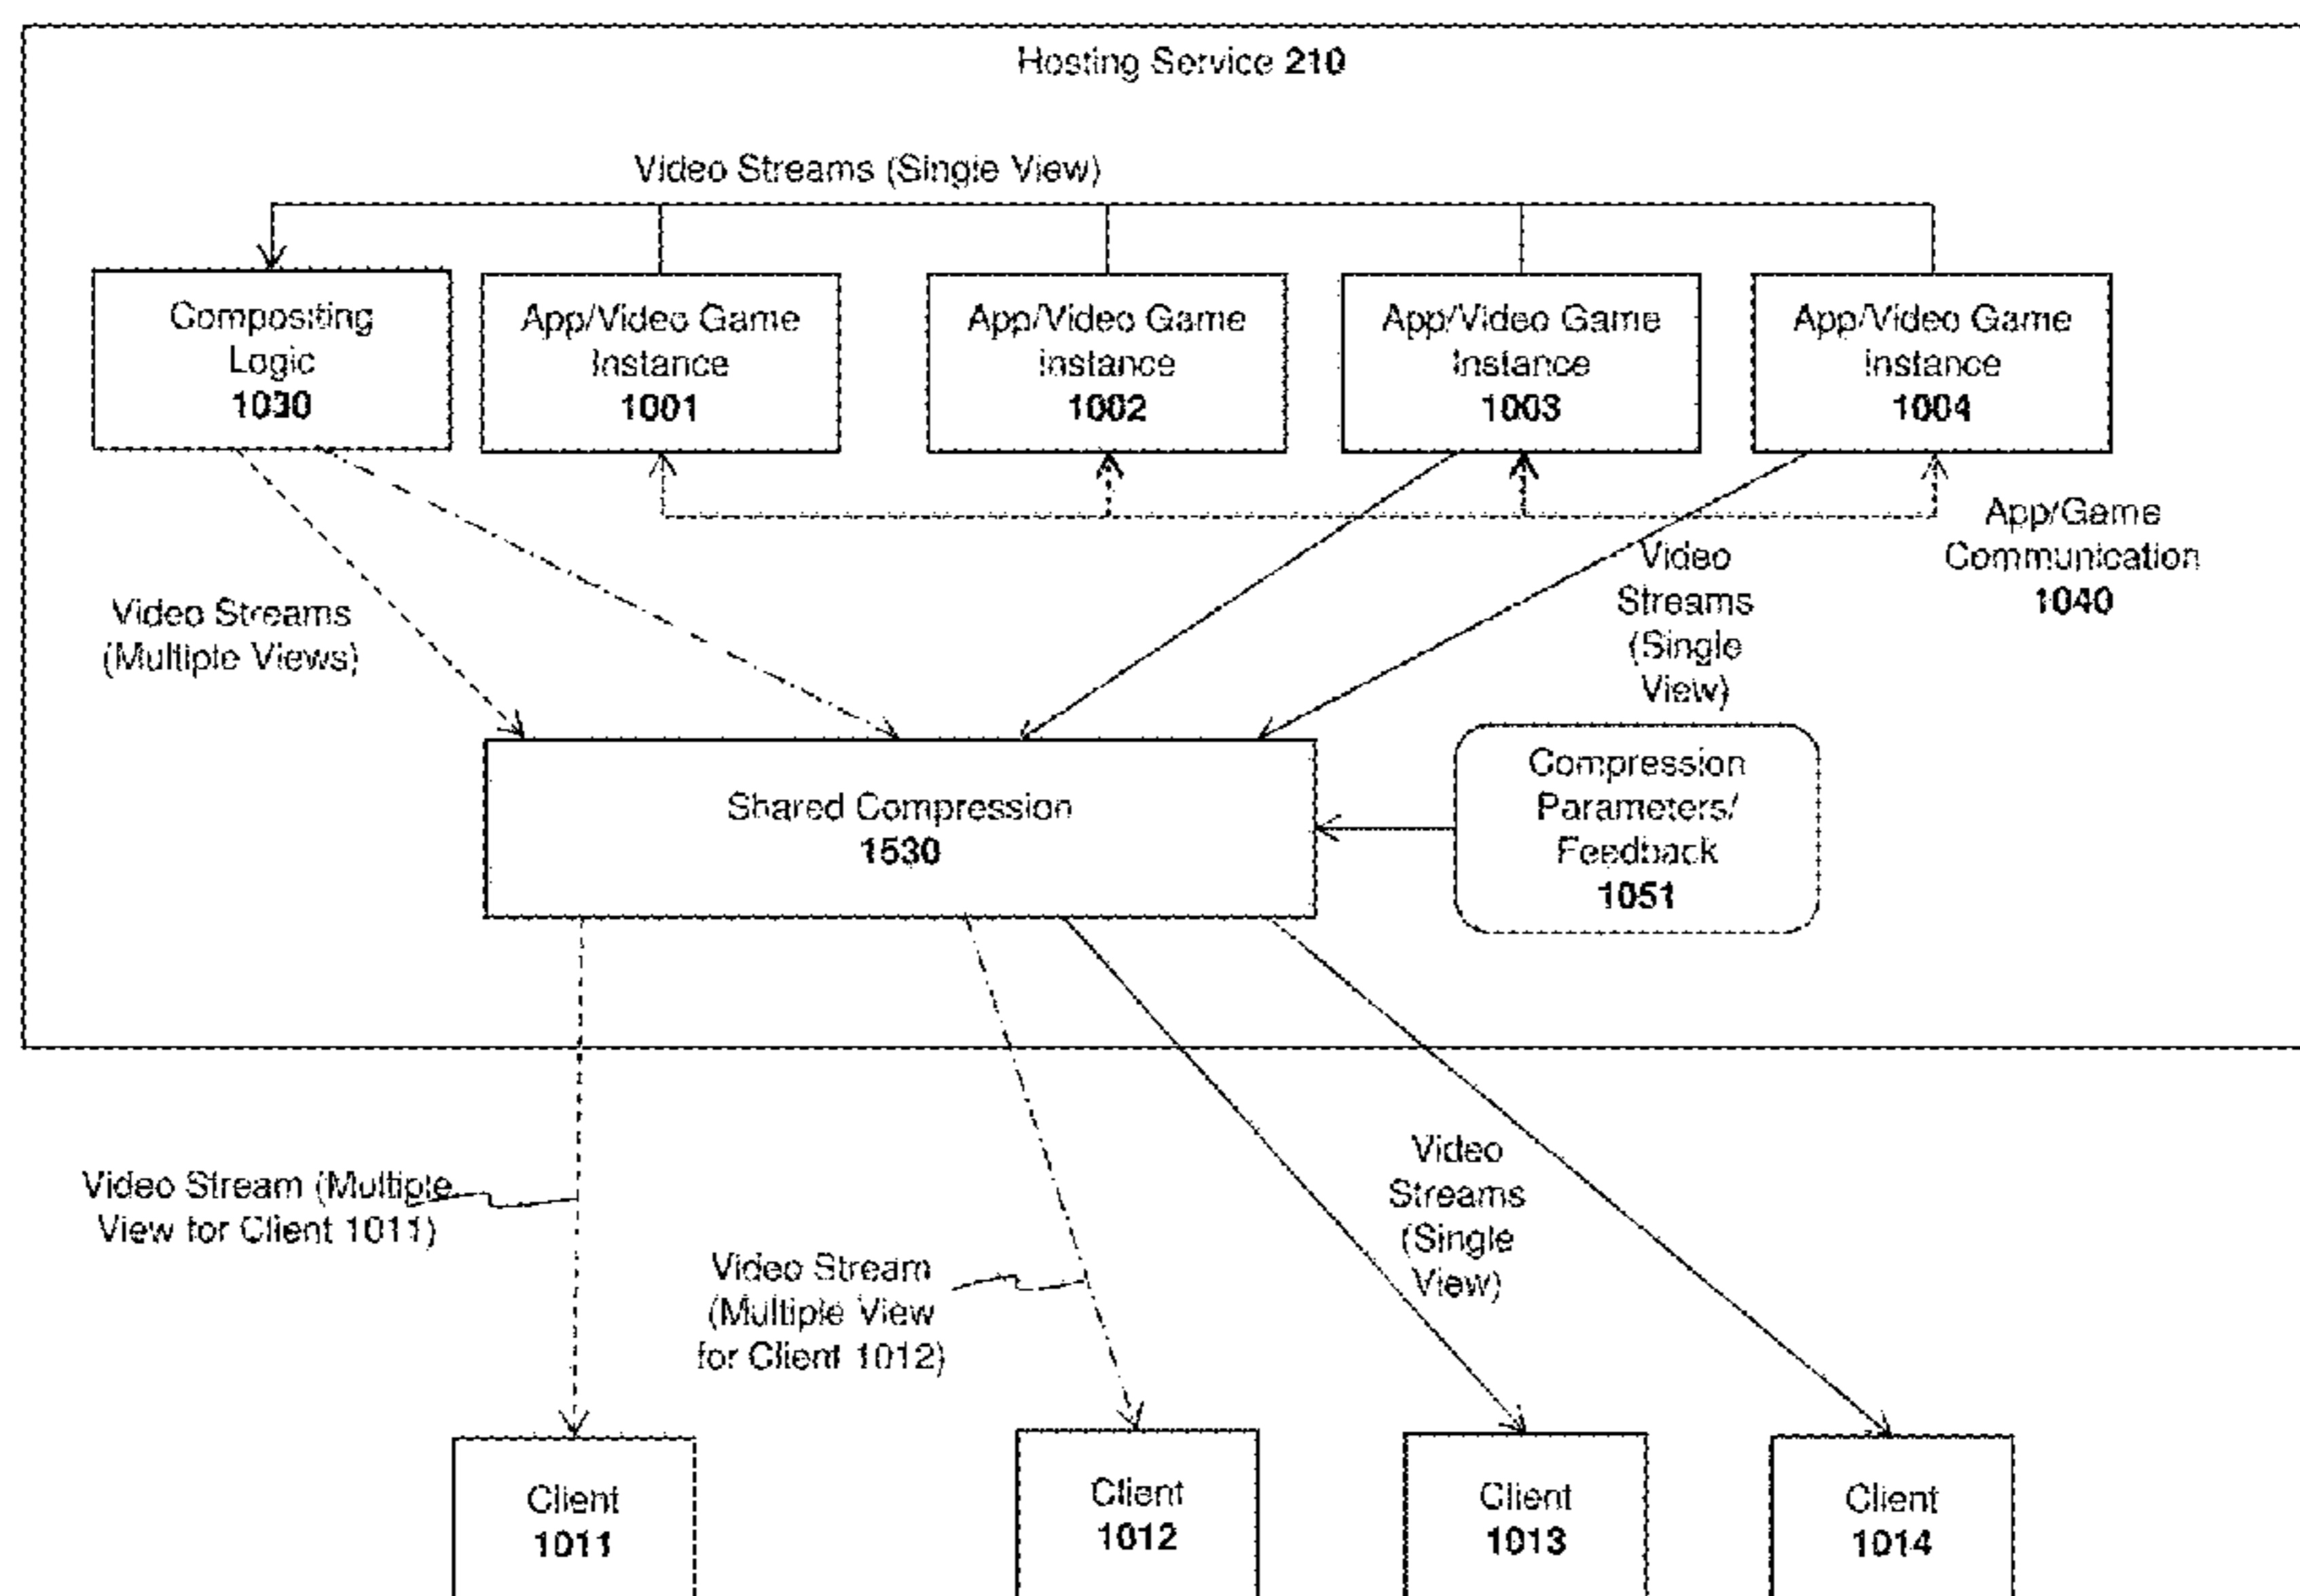 Hosting Service 210
Video Streams (Single View)
Compositing
Logic
1030
App/Video Game
Instance
1001
App/Video Game
Instance
1002
App/Video Game
Instance
1003
App/Video Game
Instance
1004
App/Game
Communication
1040
Video Streams
(Multiple Views)
Video
Streams
(Single
View)
Shared Compression
1530
Compression
Parameters/
Feedback
1051
Video Stream (Multiple
View for Client 1011)
Video Stream
(Multiple View
for Client 1012)
Video
Streams
(Single
View)
Client
1011
Client
1012
Client
1013
Client
1014